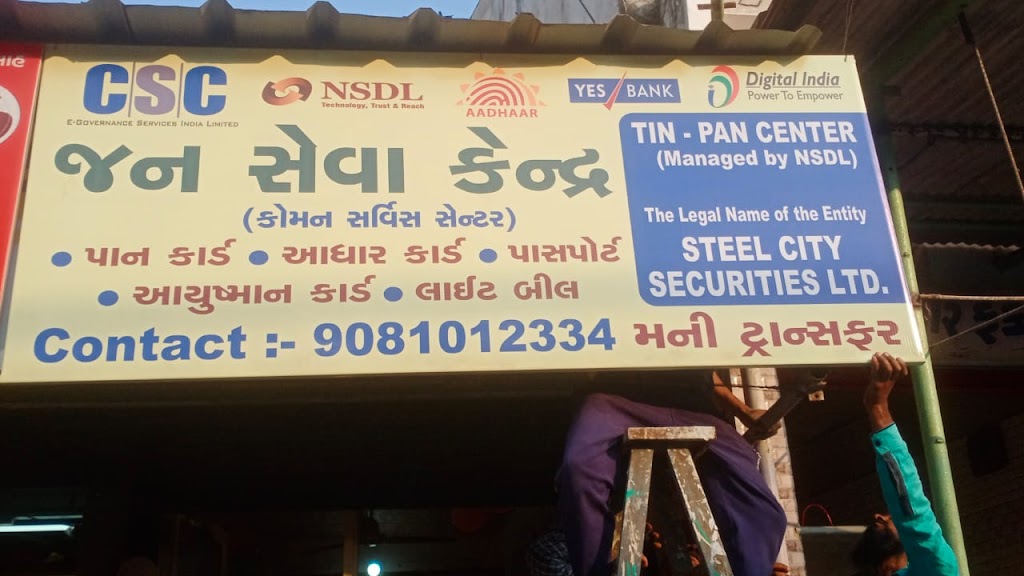 CSC
E-GOVERNANCE SERVICES INDIA LIMITED
NSDL
Technology, Trust & Reach
AADHAAR
YES BANK
Digital India
Power To Empower
જન સેવા કેન્દ્ર
(કોમન સર્વિસ સેન્ટર)
• પાન કાર્ડ • આધાર કાર્ડ • પાસપોર્ટ
• આયુષ્માન કાર્ડ • લાઈટ બીલ
TIN - PAN CENTER
(Managed by NSDL)
The Legal Name of the Entity
STEEL CITY
SECURITIES LTD.
Contact :- 9081012334 મની ટ્રાન્સફર